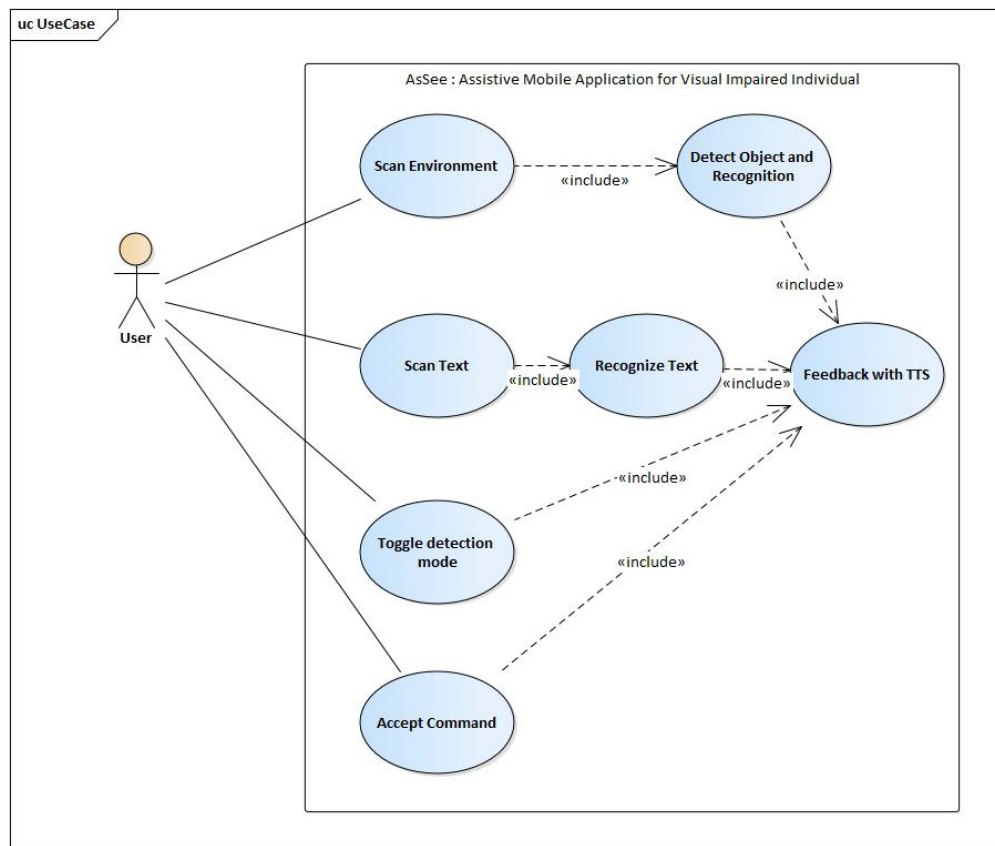 uc UseCase
AsSee : Assistive Mobile Application for Visual Impaired Individual
Scan Environment
«include»
Detect Object and
Recognition
«include»
User
Scan Text
«include»
Recognize Text
«include»
Feedback with TTS
«include»
Toggle detection
mode
«include»
Accept Command